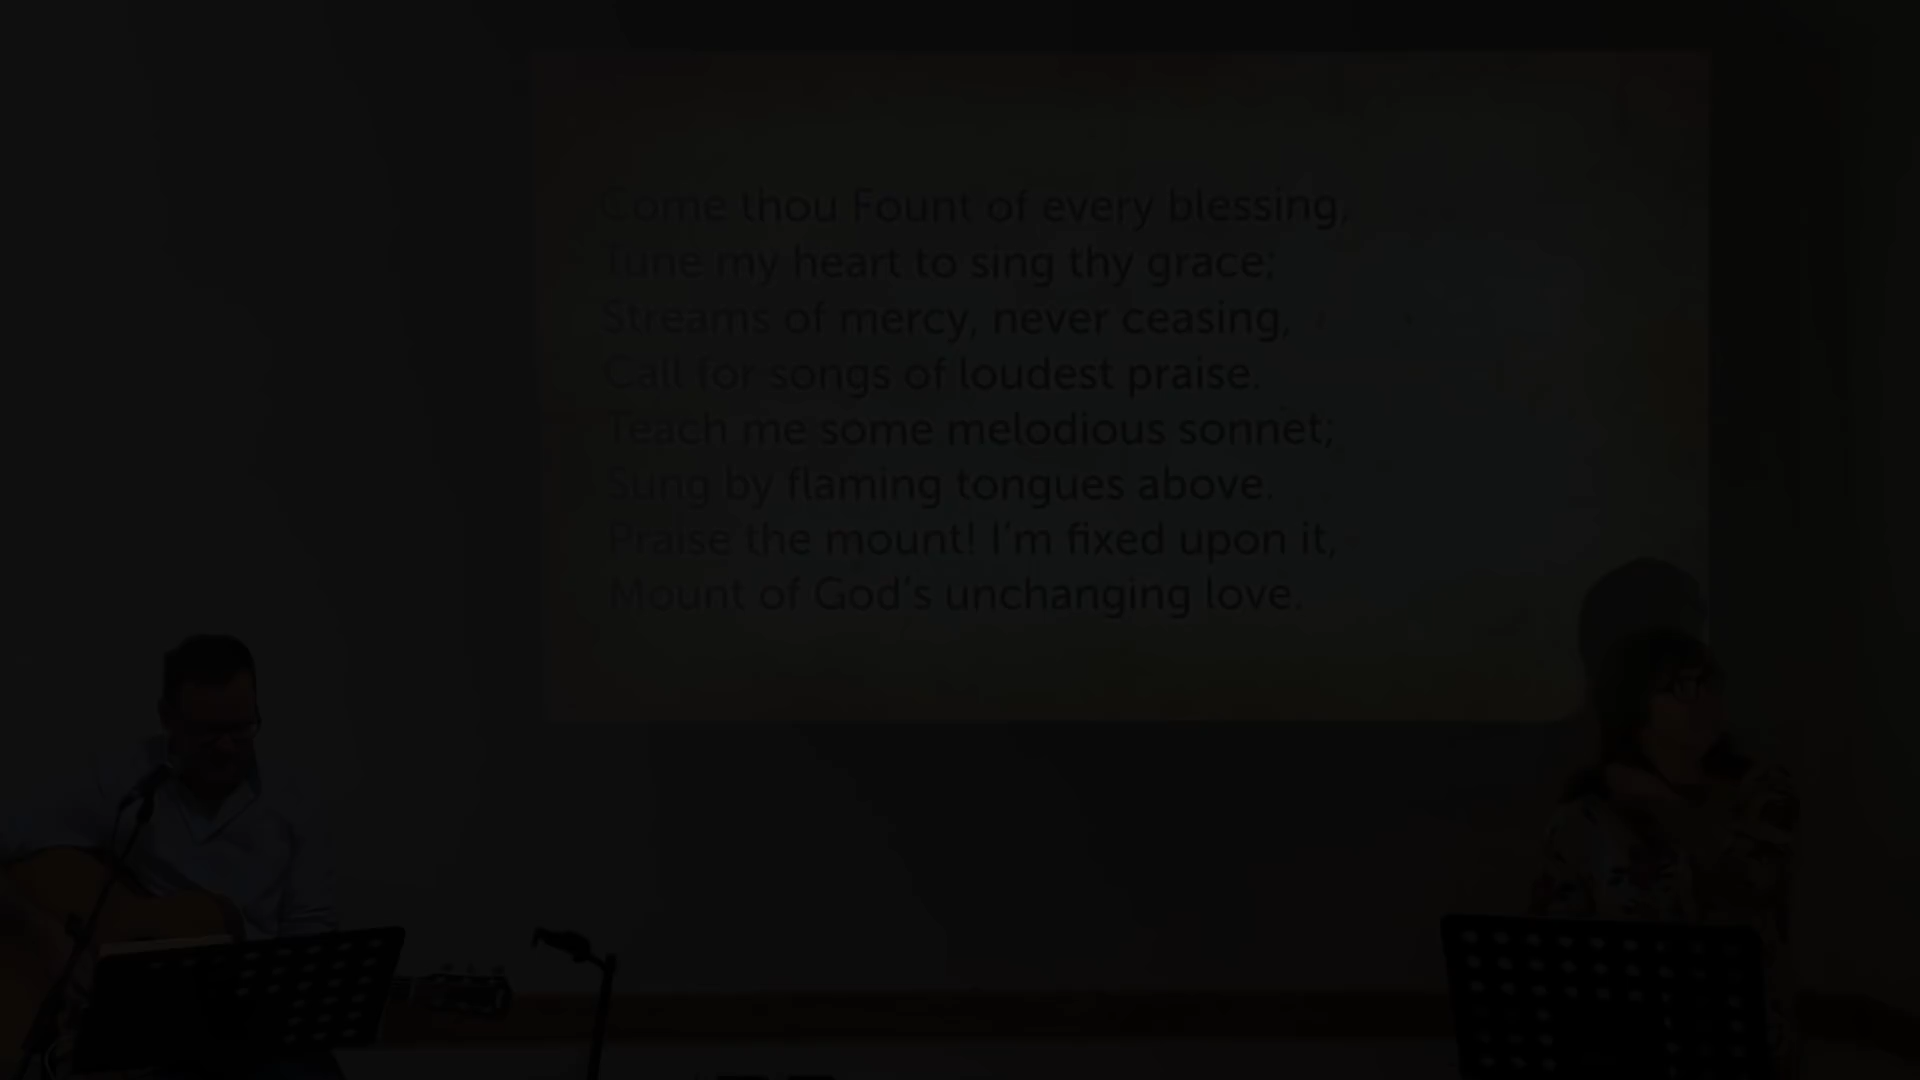 Come thou Fount of every blessing,
Tune my heart to sing thy grace;
Streams of mercy, never ceasing,
Call for songs of loudest praise.
Teach me some melodious sonnet;
Sung by flaming tongues above.
Praise the mount! I'm fixed upon it,
Mount of God's unchanging love.